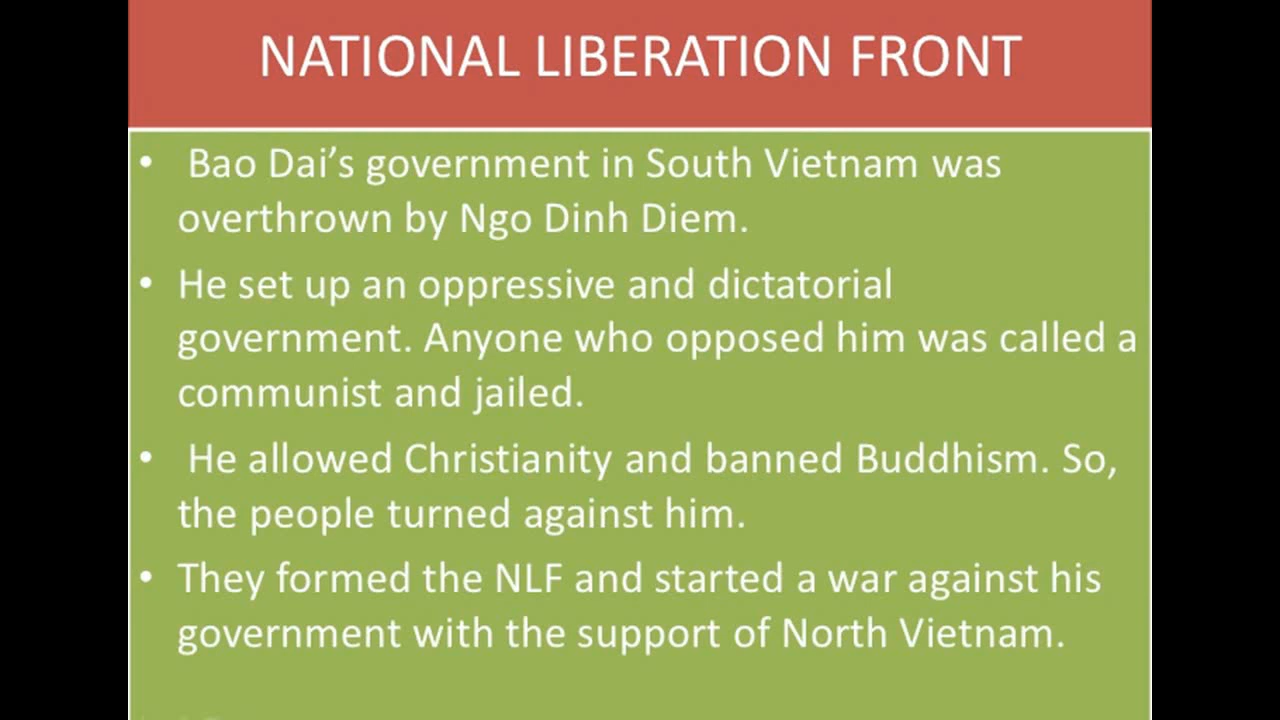 NATIONAL LIBERATION FRONT
• Bao Dai’s government in South Vietnam was
overthrown by Ngo Dinh Diem.
• He set up an oppressive and dictatorial
government. Anyone who opposed him was called a
communist and jailed.
• He allowed Christianity and banned Buddhism. So,
the people turned against him.
• They formed the NLF and started a war against his
government with the support of North Vietnam.